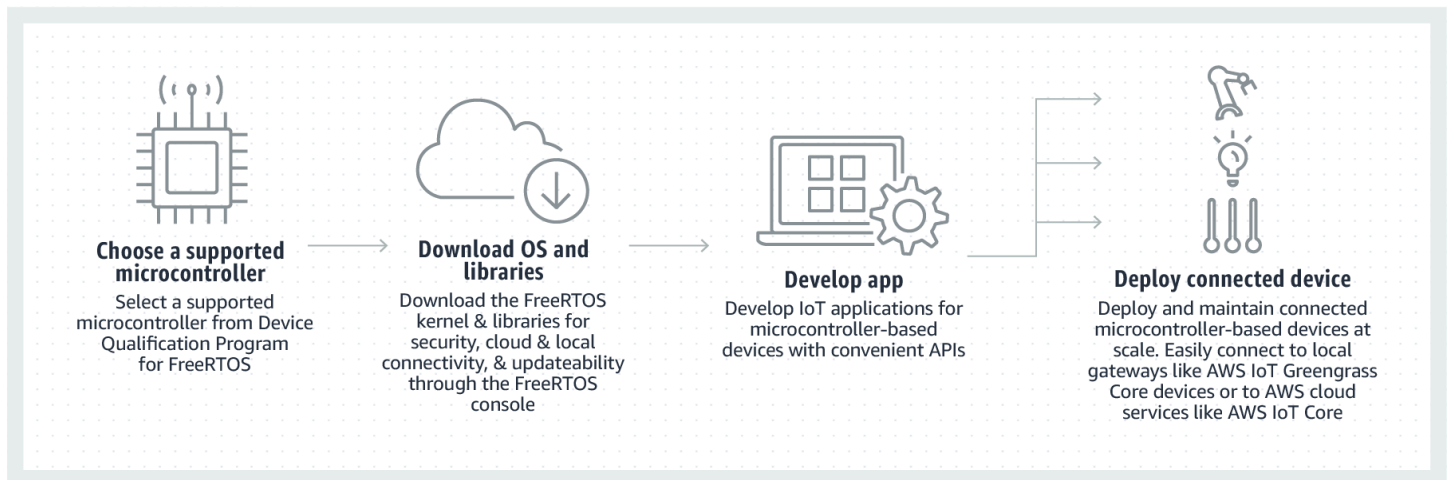 Choose a supported
microcontroller
Select a supported
microcontroller from Device
Qualification Program
for FreeRTOS
Download OS and
libraries
Download the FreeRTOS
kernel & libraries for
security, cloud & local
connectivity, & updateability
through the FreeRTOS
console
Develop app
Develop IoT applications for
microcontroller-based
devices with convenient APIs
Deploy connected device
Deploy and maintain connected
microcontroller-based devices at
scale. Easily connect to local
gateways like AWS IoT Greengrass
Core devices or to AWS cloud
services like AWS IoT Core